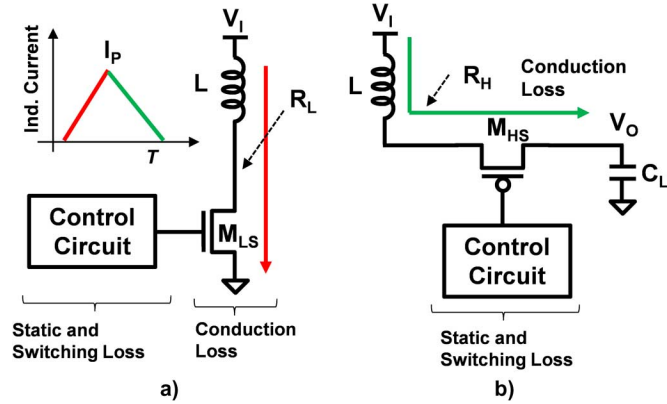 Ind. Current
I_P
T
V_I
L
R_L
Control
Circuit
M_LS
Static and
Switching Loss
Conduction
Loss
a)
V_I
L
R_H
Conduction
Loss
M_HS
V_O
C_L
Control
Circuit
Static and
Switching Loss
b)